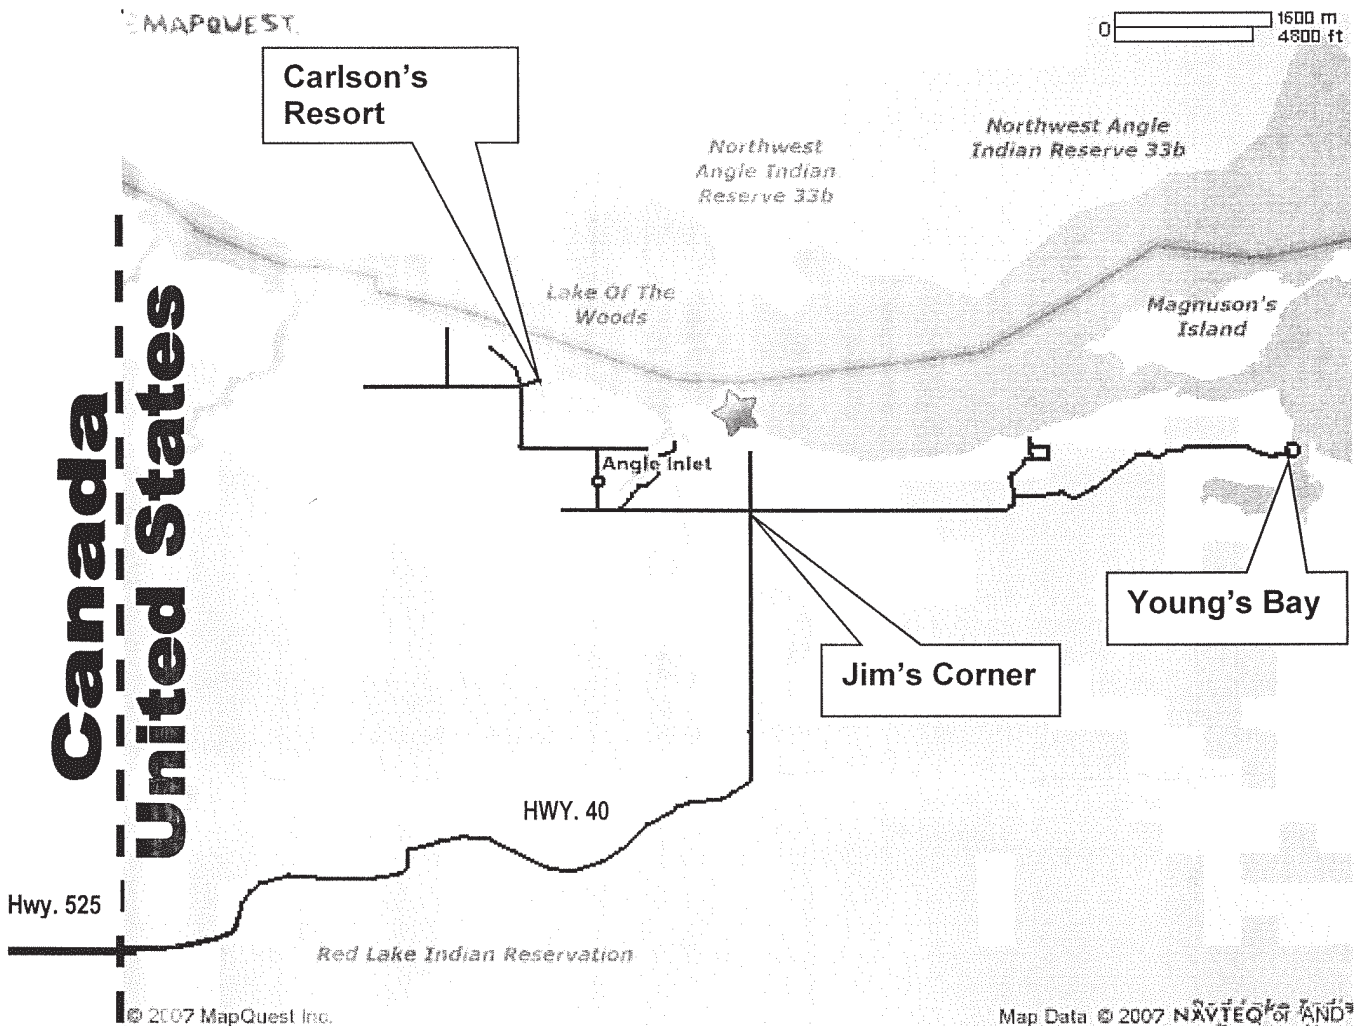 MAPQUEST
0
1600 m
4800 ft
Carlson's
Resort
Northwest
Angle Indian
Reserve 33b
Northwest Angle
Indian Reserve 33b
Lake Of The
Woods
Magnuson's
Island
Canada
United States
Angle Inlet
Young's Bay
Jim's Corner
HWY. 40
Hwy. 525
Red Lake Indian Reservation
© 2007 MapQuest Inc.
Map Data © 2007 NAVTEQ or AND